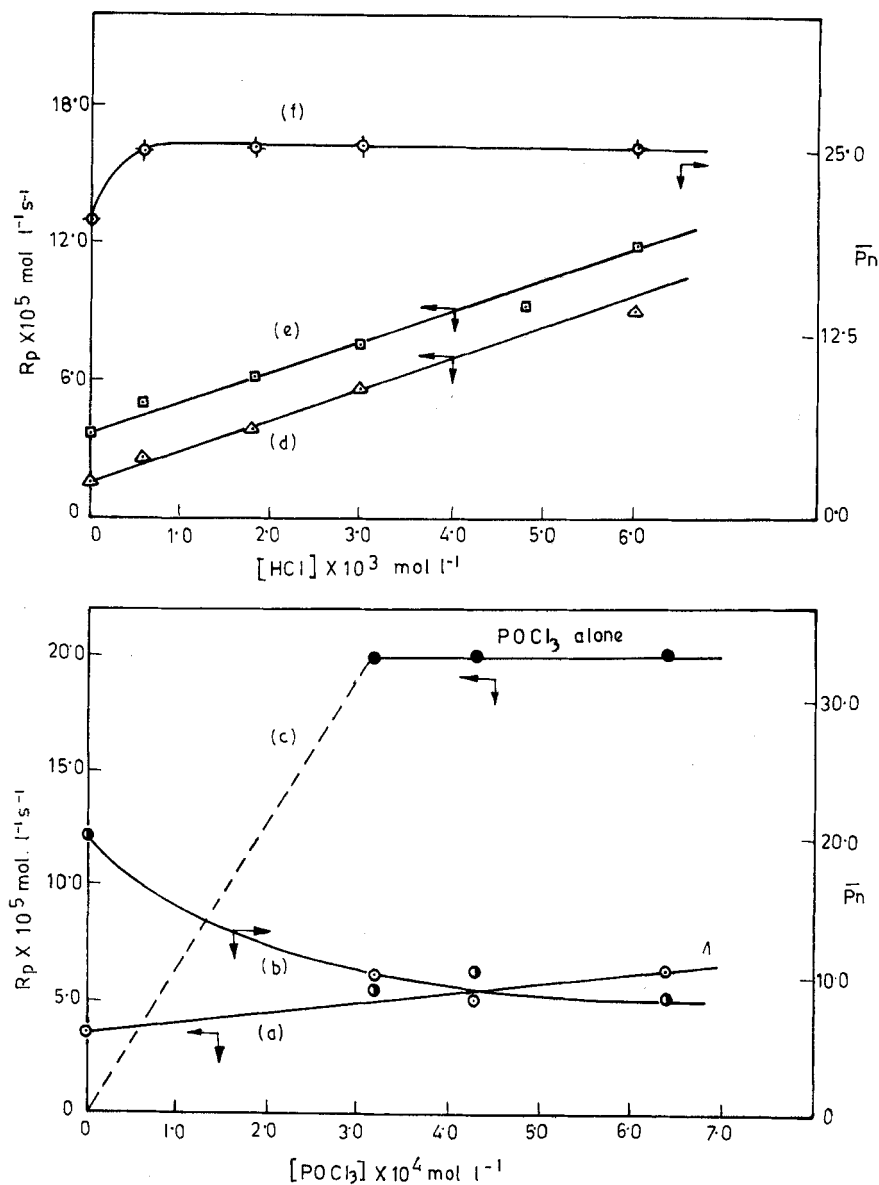 18·0
12·0
6·0
0
Rp X10⁵ mol l⁻¹s⁻¹
(f)
(e)
(d)
25·0
12·5
0·0
P̅n
0 1·0 2·0 3·0 4·0 5·0 6·0
[HCl] X10³ mol l⁻¹
POCl₃ alone
20·0
15·0
10·0
5·0
0
Rp X 10⁵ mol. l⁻¹s⁻¹
(c)
(b)
(a)
30·0
20·0
10·0
0
P̅n
0 1·0 2·0 3·0 4·0 5·0 6·0 7·0
[POCl₃] X10⁴ mol l⁻¹